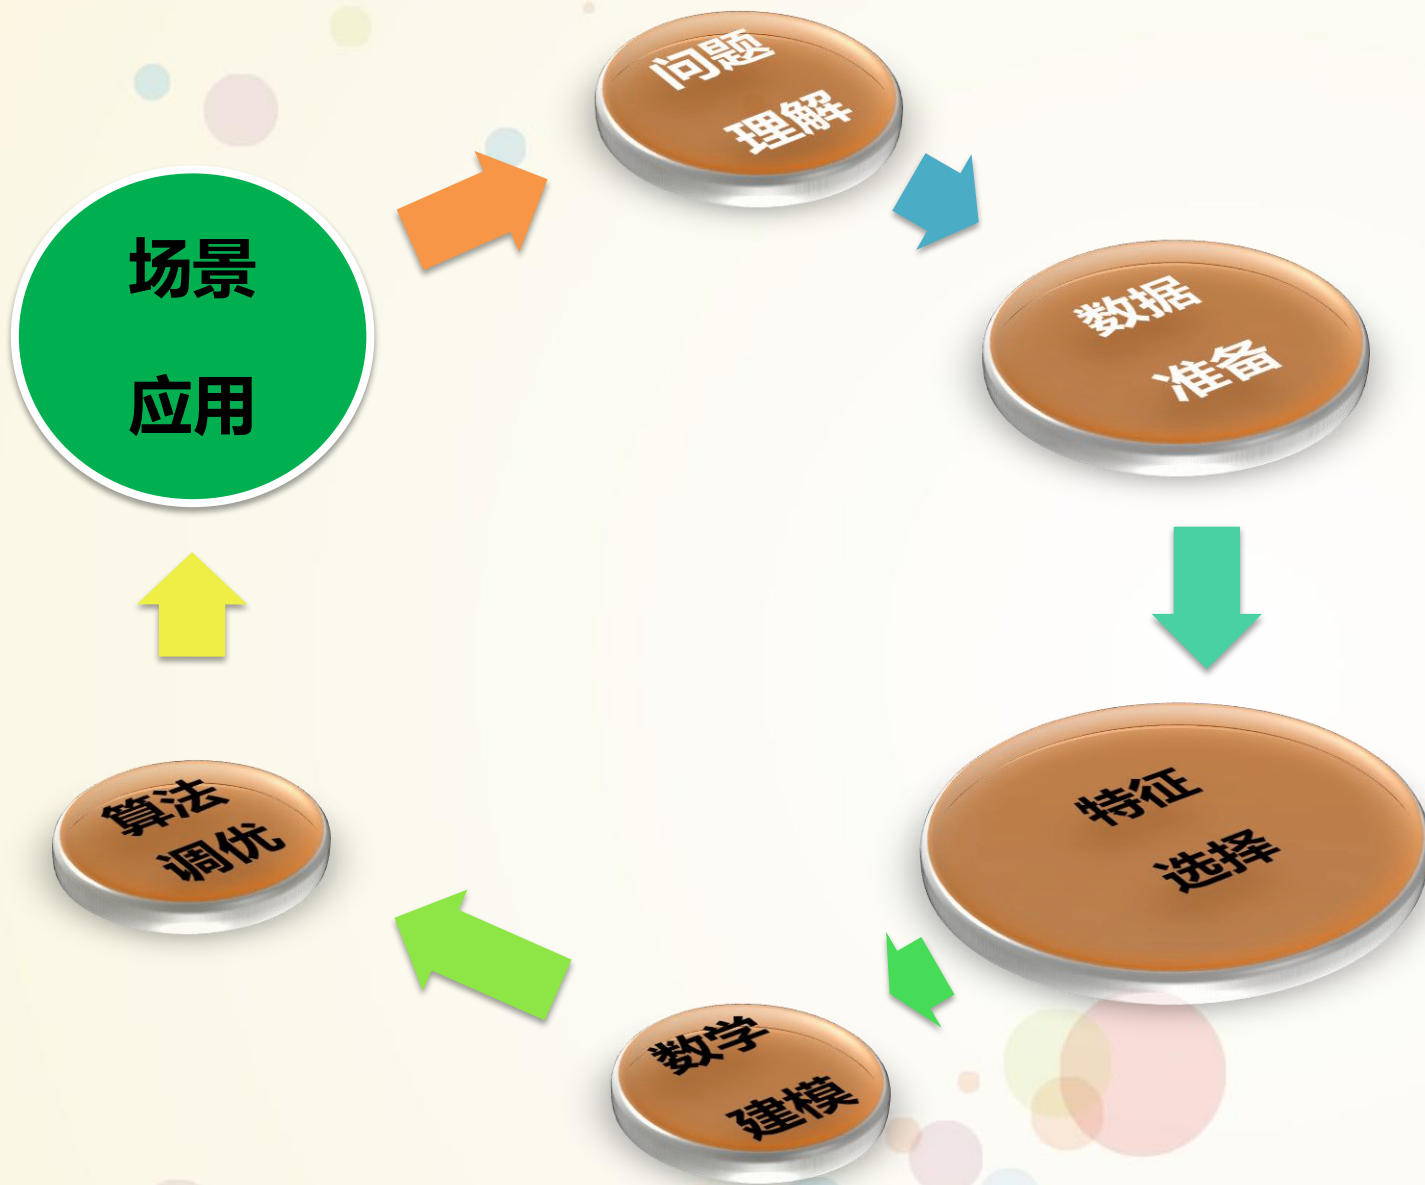 问题
理解
场景
应用
数据
准备
特征
选择
数学
建模
算法
调优